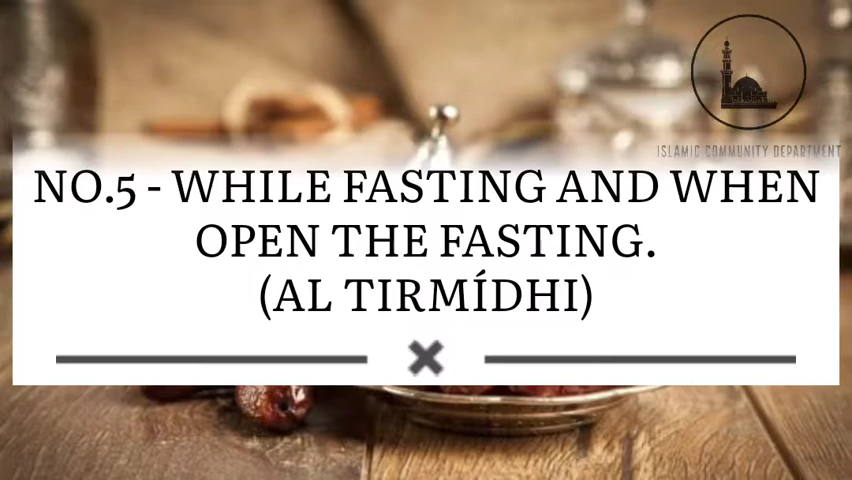 ISLAMIC COMMUNITY DEPARTMENT
NO.5 - WHILE FASTING AND WHEN
OPEN THE FASTING.
(AL TIRMÍDHI)